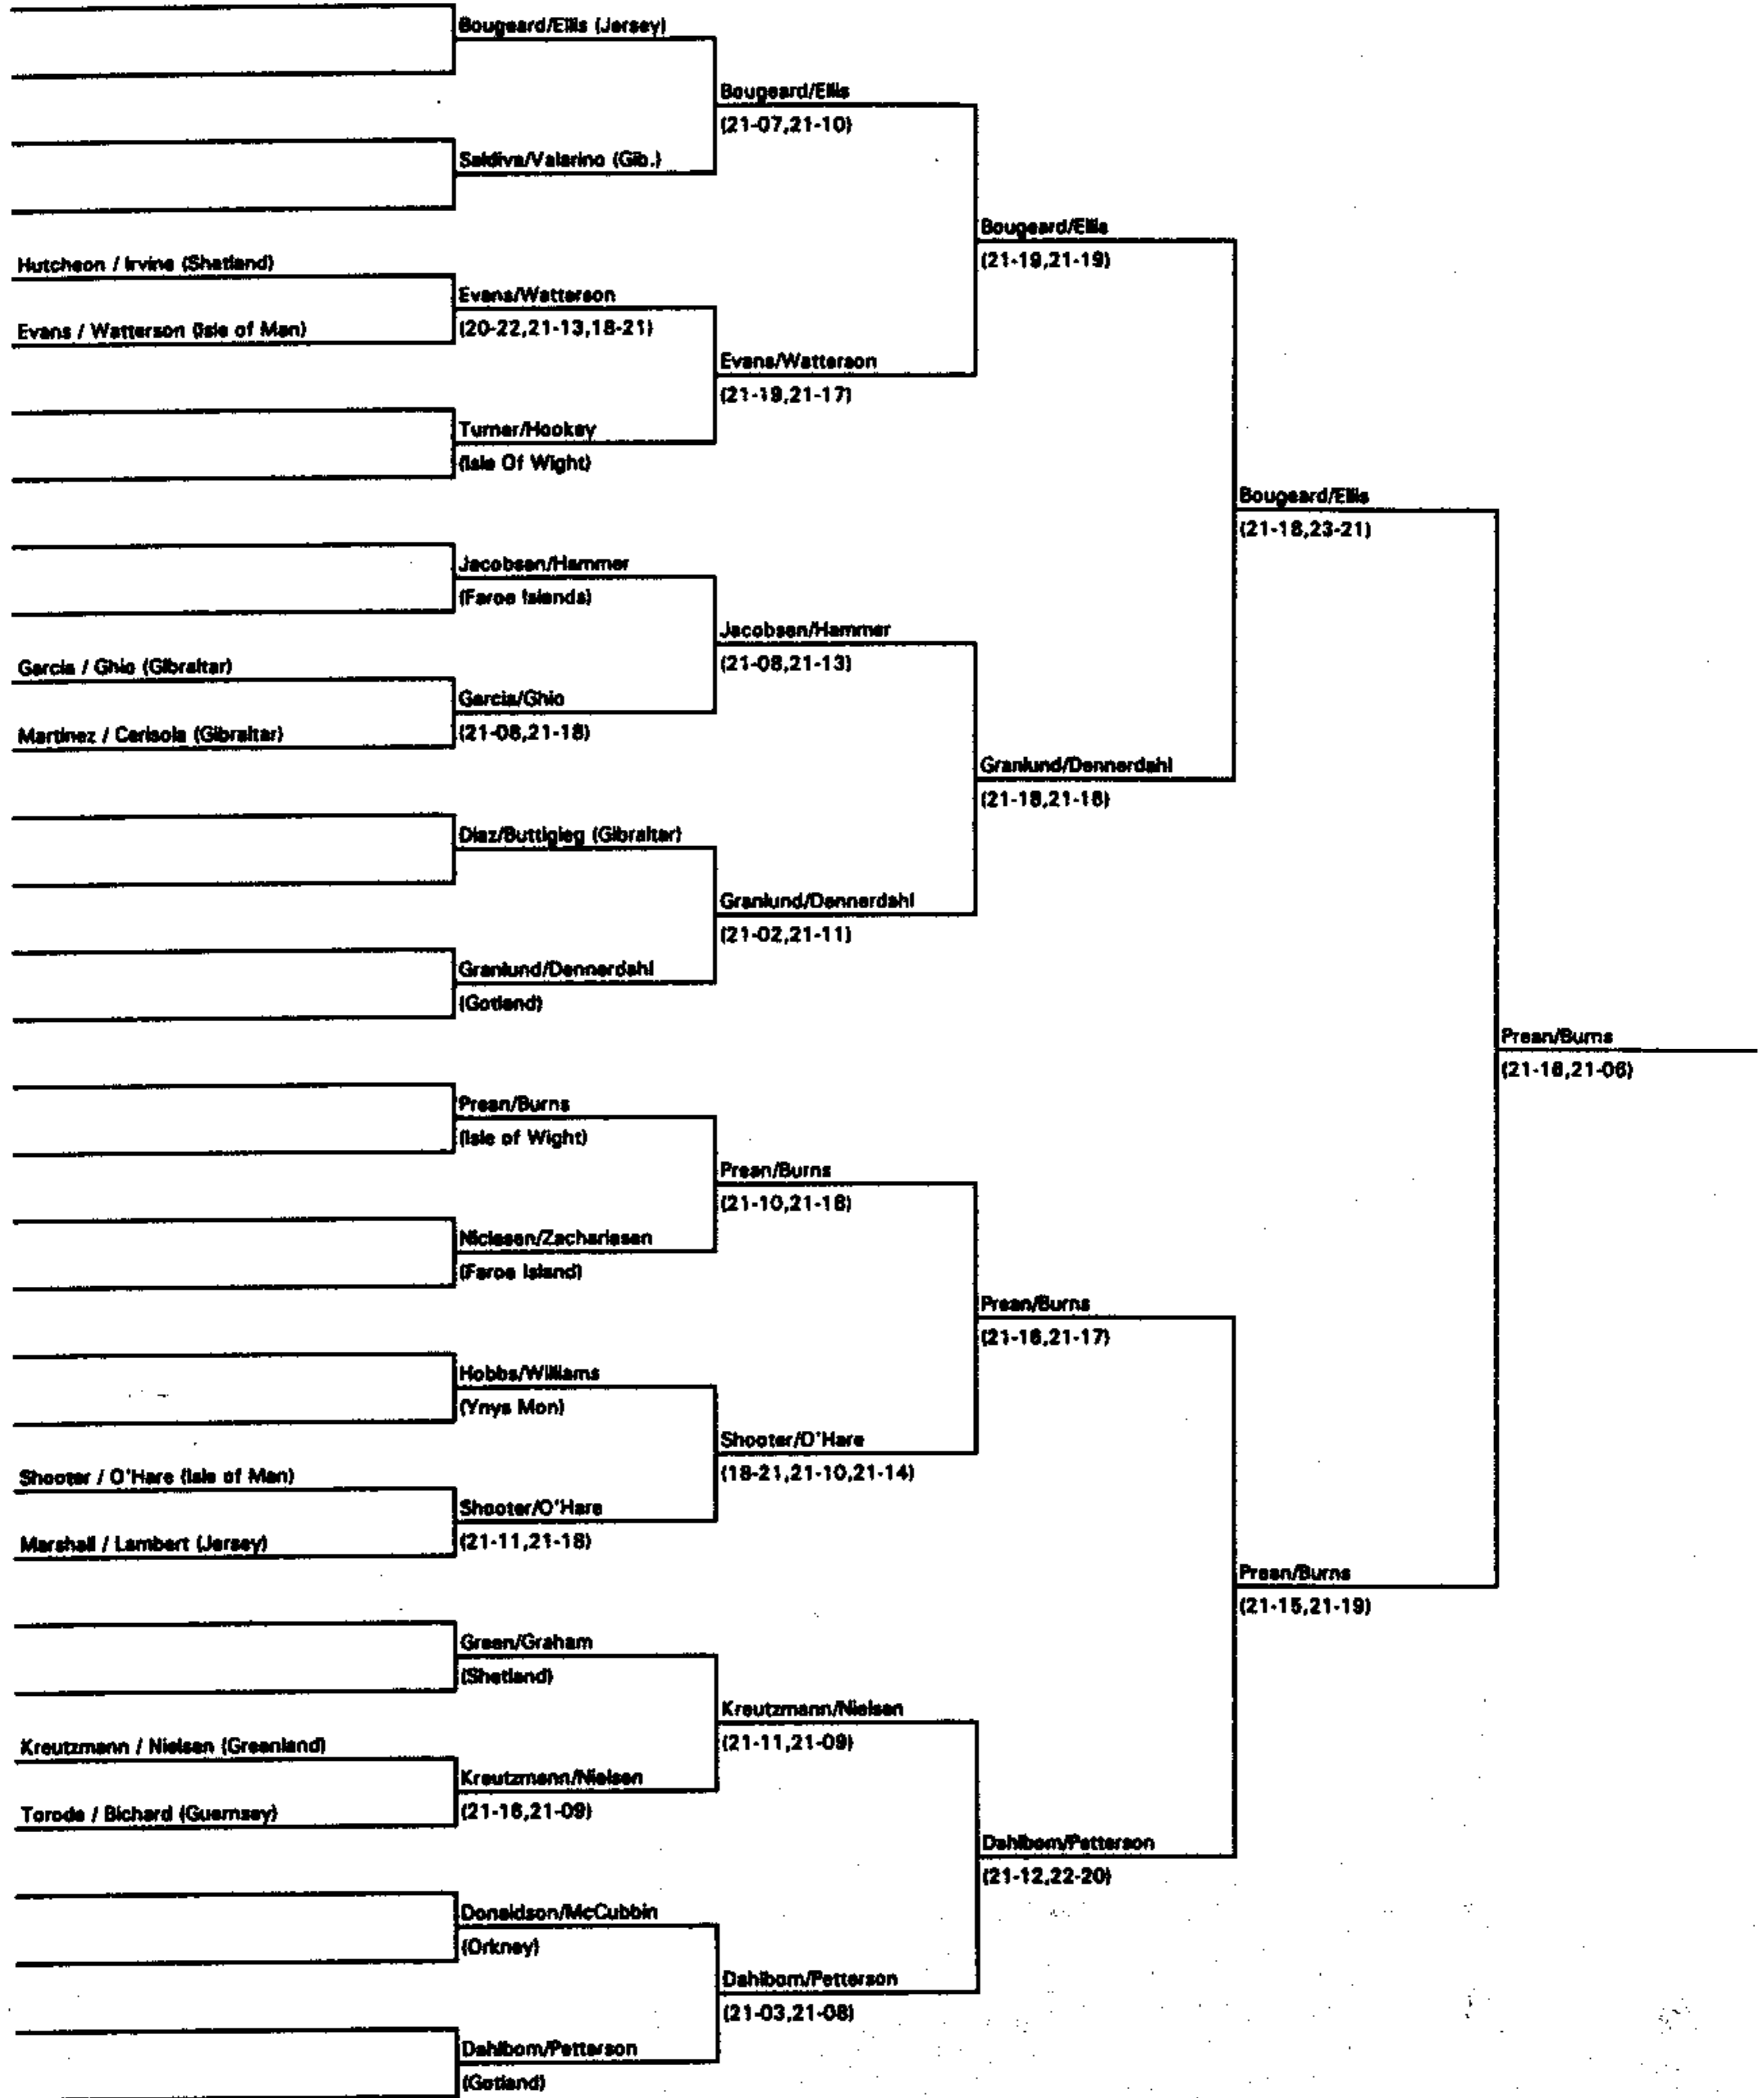 Bougeard/Ellis (Jersey)
Bougeard/Ellis
(21-07,21-10)
Saldiva/Valarino (Gib.)
Bougeard/Ellis
(21-19,21-19)
Hutcheon / Irvine (Shetland)
Evans/Watterson
(20-22,21-13,18-21)
Evans / Watterson (Isle of Man)
Evans/Watterson
(21-19,21-17)
Turner/Hookey
(Isle Of Wight)
Bougeard/Ellis
(21-18,23-21)
Jacobsen/Hammer
(Faroe Islands)
Jacobsen/Hammer
(21-08,21-13)
Garcia / Ghio (Gibraltar)
Garcia/Ghio
(21-08,21-18)
Martinez / Cerisola (Gibraltar)
Granlund/Dennerdahl
(21-18,21-18)
Diaz/Buttigieg (Gibraltar)
Granlund/Dennerdahl
(21-02,21-11)
Granlund/Dennerdahl
(Gotland)
Prean/Burns
(21-18,21-06)
Prean/Burns
(Isle of Wight)
Prean/Burns
(21-10,21-18)
Niclasen/Zachariasen
(Faroe Island)
Prean/Burns
(21-16,21-17)
Hobbs/Williams
(Ynys Mon)
Shooter/O'Hare
(18-21,21-10,21-14)
Shooter / O'Hare (Isle of Man)
Shooter/O'Hare
(21-11,21-18)
Marshall / Lambert (Jersey)
Prean/Burns
(21-15,21-19)
Green/Graham
(Shetland)
Kreutzmann/Nielsen
(21-11,21-09)
Kreutzmann / Nielsen (Greenland)
Kreutzmann/Nielsen
(21-16,21-09)
Torode / Bichard (Guernsey)
Dahlbom/Petterson
(21-12,22-20)
Donaldson/McCubbin
(Orkney)
Dahlbom/Petterson
(21-03,21-08)
Dahlbom/Petterson
(Gotland)